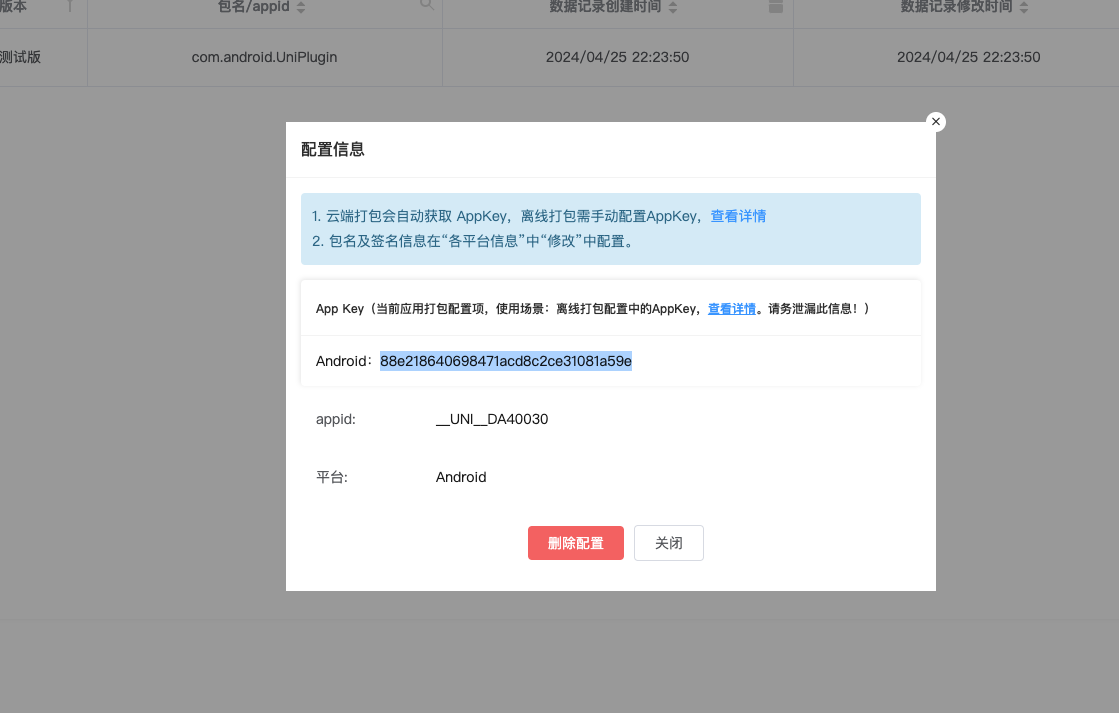 版本 包名/appid 数据记录创建时间 数据记录修改时间
测试版 com.android.UniPlugin 2024/04/25 22:23:50 2024/04/25 22:23:50
配置信息
1. 云端打包会自动获取 AppKey，离线打包需手动配置AppKey，查看详情
2. 包名及签名信息在“各平台信息”中“修改”中配置。
App Key（当前应用打包配置项，使用场景：离线打包配置中的AppKey，查看详情。请务泄漏此信息！）
Android：88e218640698471acd8c2ce31081a59e
appid: __UNI__DA40030
平台: Android
删除配置 关闭